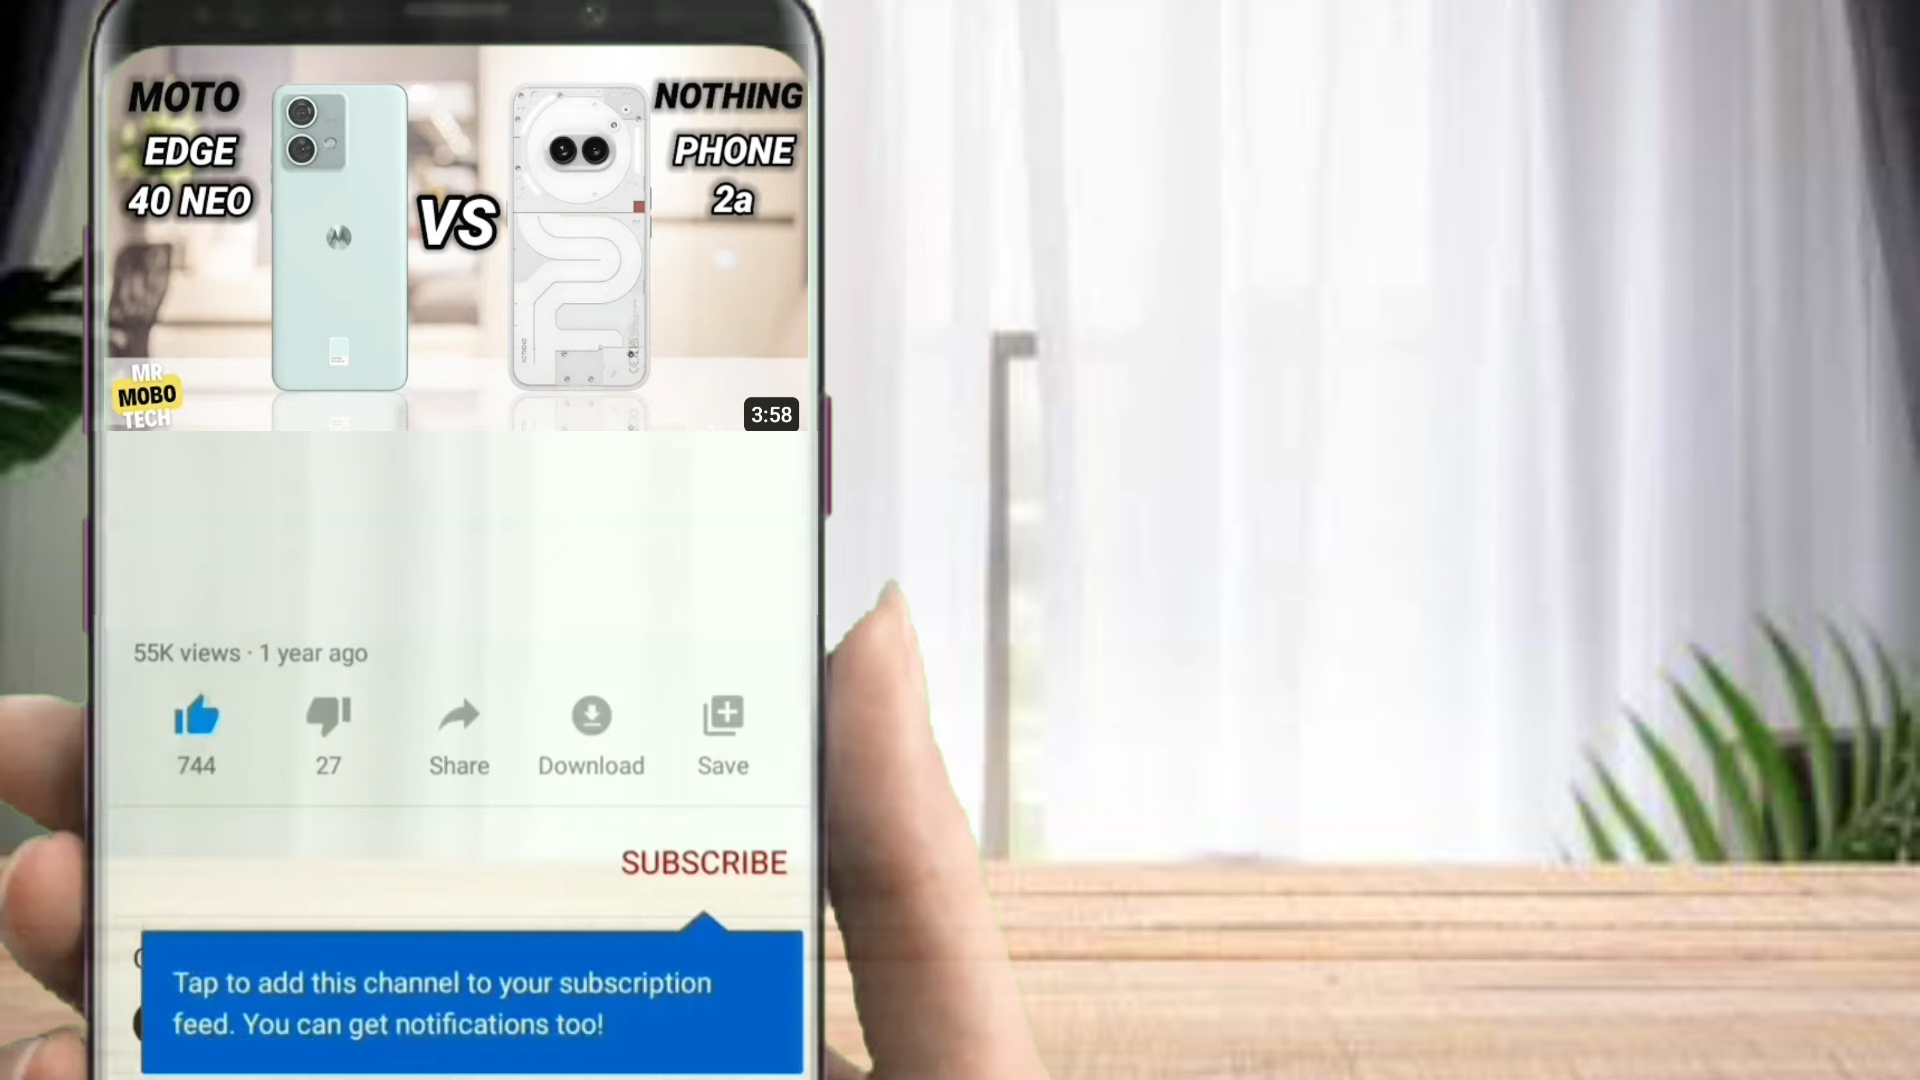 MOTO
EDGE
40 NEO
VS
NOTHING
PHONE
2a
MR
MOBO
TECH
3:58
55K views · 1 year ago
744
27
Share
Download
Save
SUBSCRIBE
Tap to add this channel to your subscription
feed. You can get notifications too!